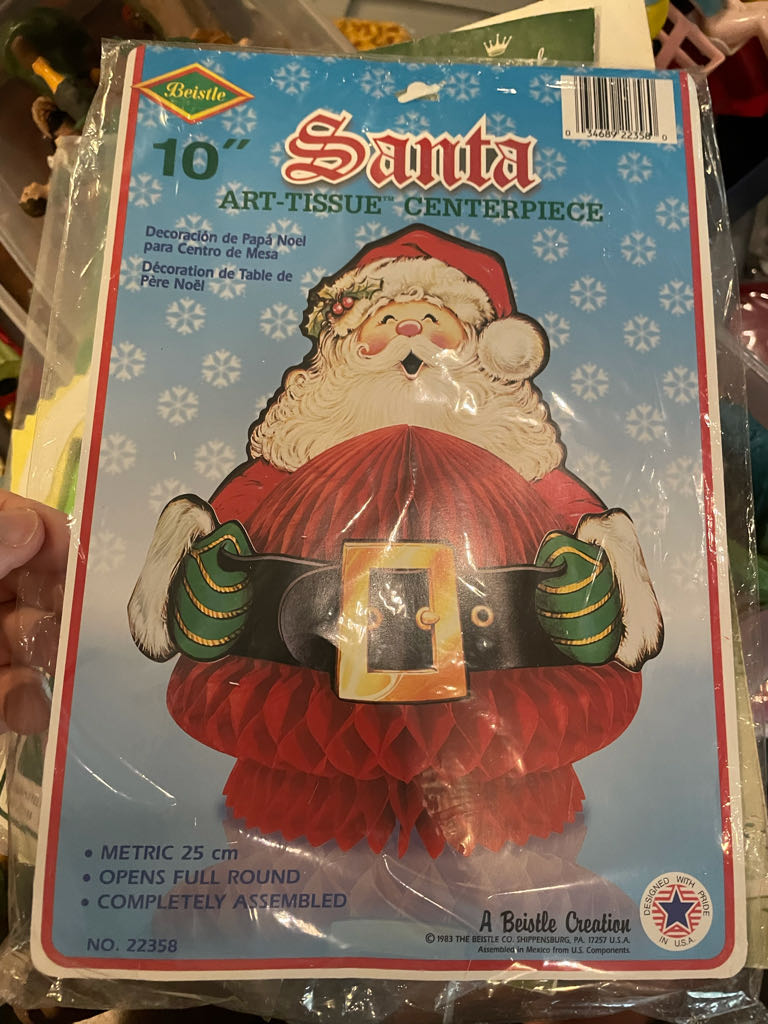 Beistle
0 34689 22358 0
10"
Santa
ART-TISSUE™ CENTERPIECE
Decoración de Papá Noel
para Centro de Mesa
Décoration de Table de
Père Noël
• METRIC 25 cm
• OPENS FULL ROUND
• COMPLETELY ASSEMBLED
NO. 22358
A Beistle Creation
© 1983 THE BEISTLE CO. SHIPPENSBURG, PA. 17257 U.S.A.
Assembled in Mexico from U.S. Components.
DESIGNED WITH PRIDE
IN U.S.A.